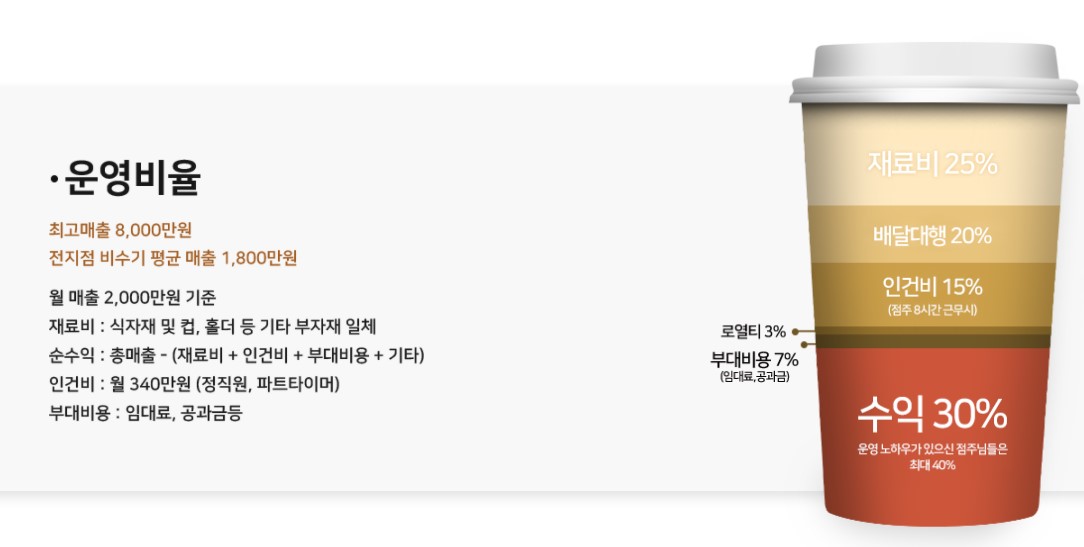 ·운영비율
최고매출 8,000만원
전지점 비수기 평균 매출 1,800만원
월 매출 2,000만원 기준
재료비 : 식자재 및 컵, 홀더 등 기타 부자재 일체
순수익 : 총매출 - (재료비 + 인건비 + 부대비용 + 기타)
인건비 : 월 340만원 (정직원, 파트타이머)
부대비용 : 임대료, 공과금등
재료비 25%
배달대행 20%
인건비 15%
(점주 8시간 근무시)
로열티 3%
부대비용 7%
(임대료,공과금)
수익 30%
운영 노하우가 있으신 점주님들은
최대 40%